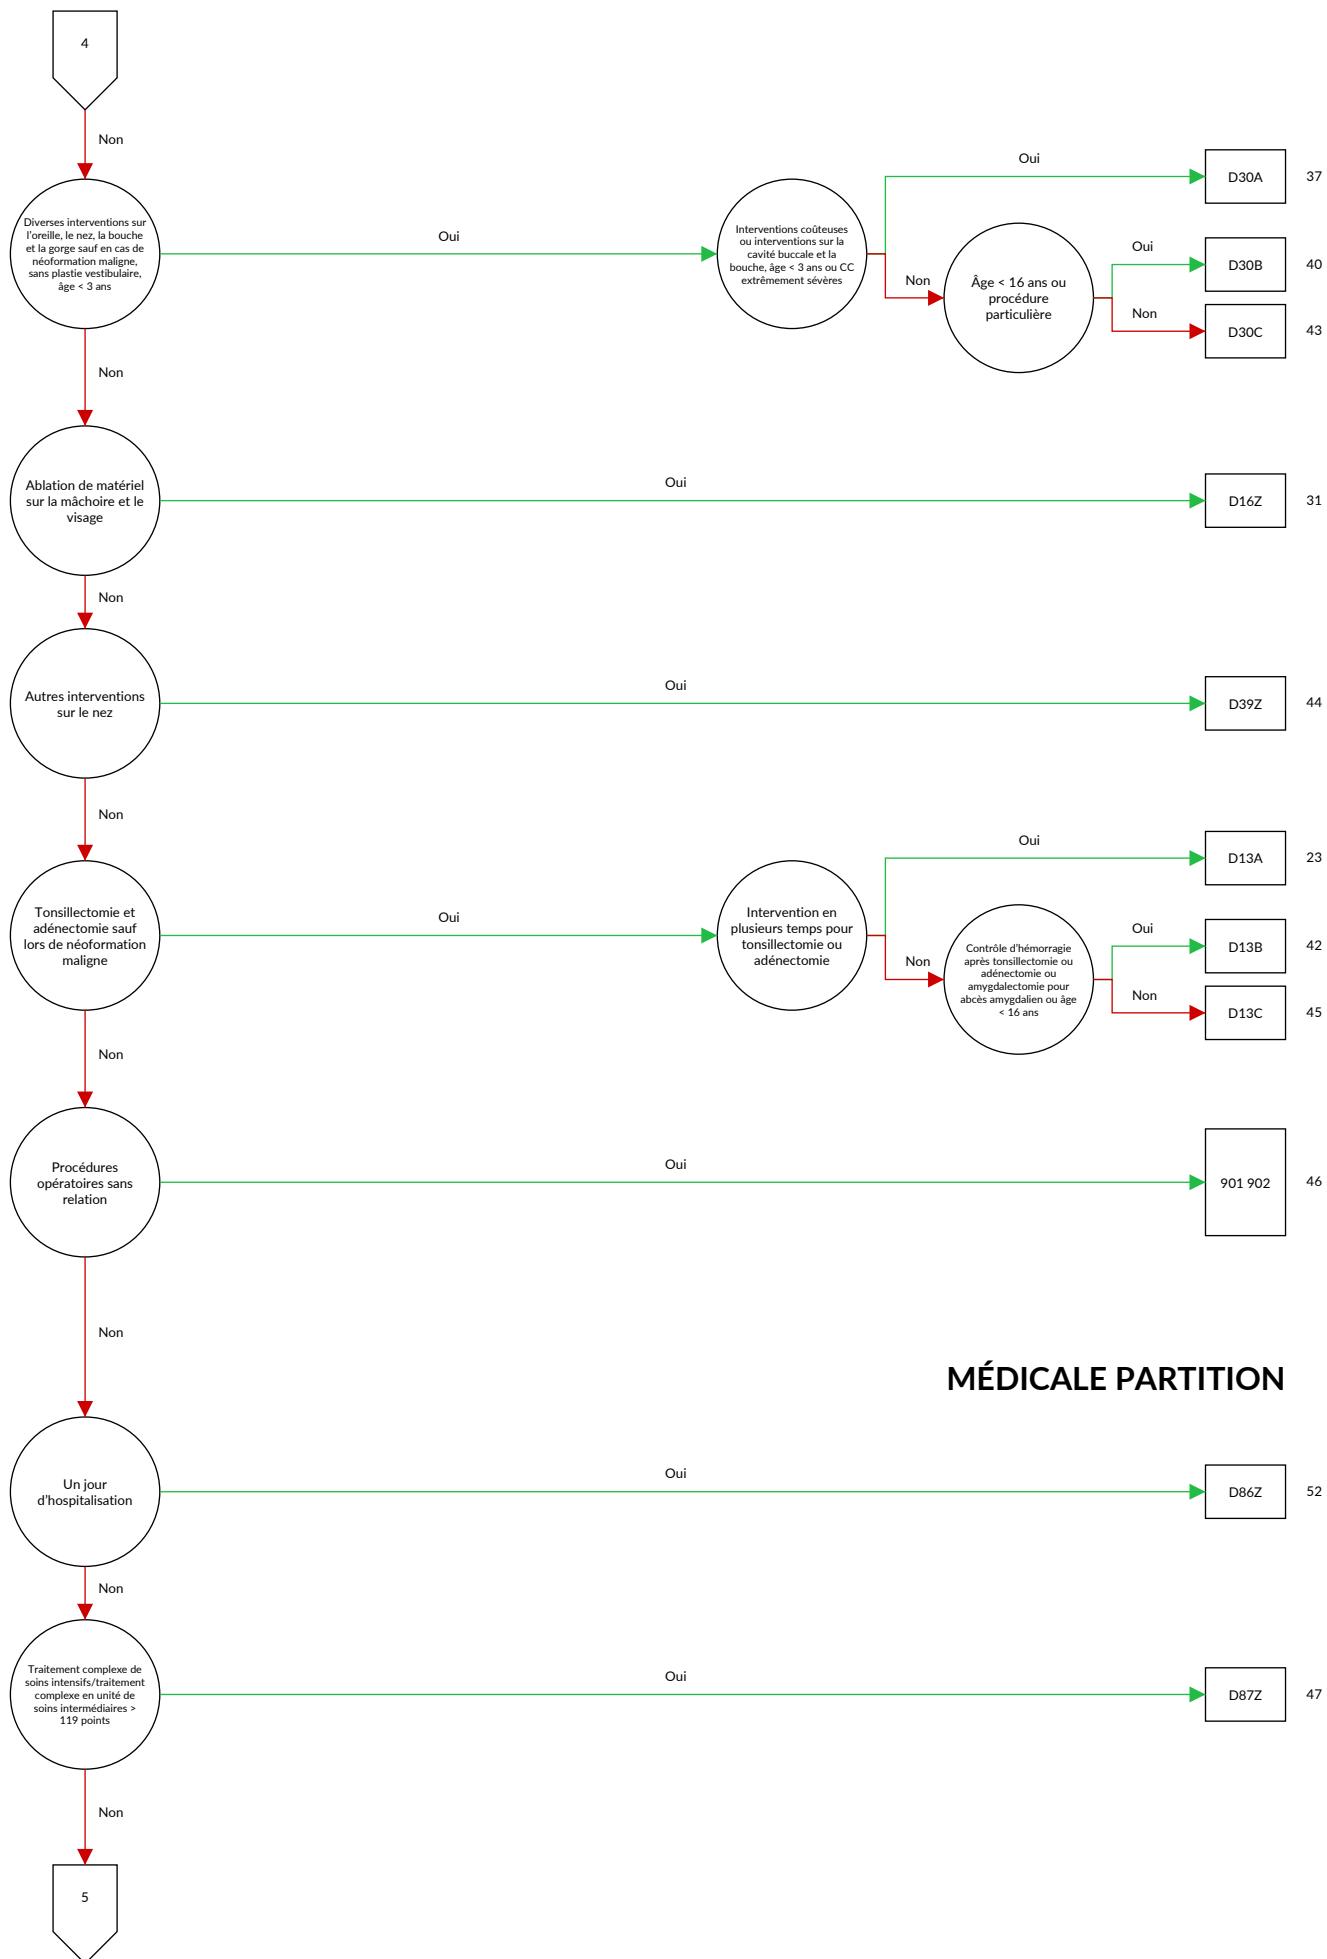 4
Non
Diverses interventions sur
l'oreille, le nez, la bouche
et la gorge sauf en cas de
néoformation maligne,
sans plastie vestibulaire,
âge < 3 ans
Oui
Interventions coûteuses
ou interventions sur la
cavité buccale et la
bouche, âge < 3 ans ou CC
extrêmement sévères
Oui
D30A 37
Non
Âge < 16 ans ou
procédure
particulière
Oui
D30B 40
Non
D30C 43
Non
Ablation de matériel
sur la mâchoire et le
visage
Oui
D16Z 31
Non
Autres interventions
sur le nez
Oui
D39Z 44
Non
Tonsillectomie et
adénectomie sauf
lors de néoformation
maligne
Oui
Intervention en
plusieurs temps pour
tonsillectomie ou
adénectomie
Oui
D13A 23
Non
Contrôle d'hémorragie
après tonsillectomie ou
adénectomie ou
amygdalectomie pour
abcès amygdalien ou âge
< 16 ans
Oui
D13B 42
Non
D13C 45
Non
Procédures
opératoires sans
relation
Oui
901 902 46
Non
MÉDICALE PARTITION
Un jour
d'hospitalisation
Oui
D86Z 52
Non
Traitement complexe de
soins intensifs/traitement
complexe en unité de
soins intermédiaires >
119 points
Oui
D87Z 47
Non
5